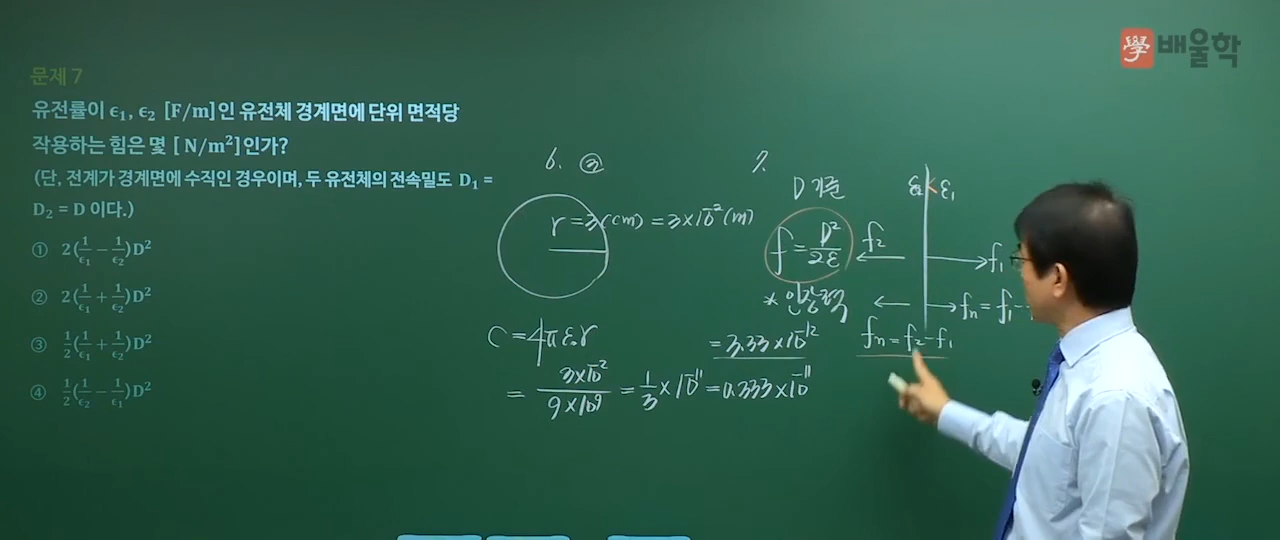 學 배울학
문제 7
유전률이 ϵ₁, ϵ₂ [F/m]인 유전체 경계면에 단위 면적당
작용하는 힘은 몇 [ N/m²]인가?
(단, 전계가 경계면에 수직인 경우이며, 두 유전체의 전속밀도 D₁ =
D₂ = D 이다.)
① 2(1/ϵ₁ − 1/ϵ₂)D²
② 2(1/ϵ₁ + 1/ϵ₂)D²
③ 1/2(1/ϵ₁ + 1/ϵ₂)D²
④ 1/2(1/ϵ₂ − 1/ϵ₁)D²
6. ②
r = 3(cm) = 3×10⁻²(m)
C = 4πε₀r
= 3×10⁻²/9×10⁹ = 1/3 × 10⁻¹¹ = 0.333×10⁻¹¹
= 3.33×10⁻¹²
7.
D 기준
f = D²/2ε
* 인장력
ε₂ < ε₁
f₂
f₁
fn = f₁ −
fn = f₂ − f₁